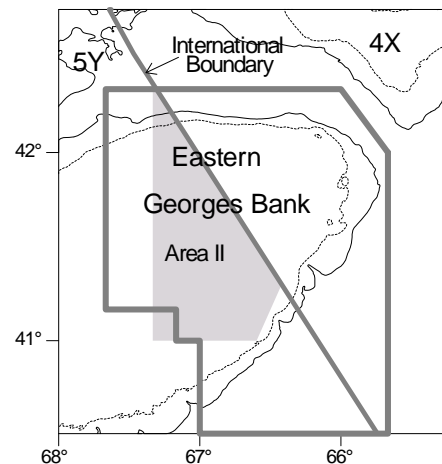 International
Boundary
5Y
4X
42°
Eastern
Georges Bank
Area II
41°
68°
67°
66°